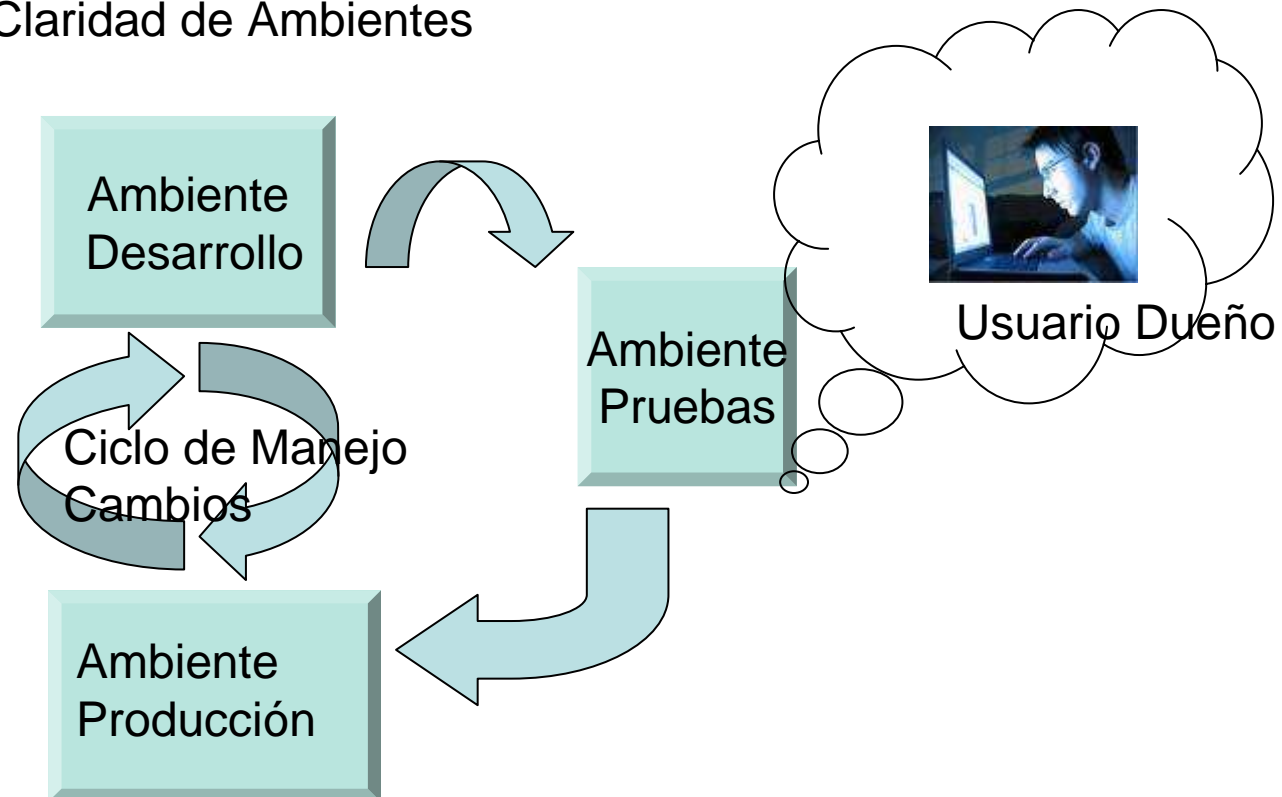 Claridad de Ambientes
Ambiente
Desarrollo
Usuario Dueño
Ambiente
Pruebas
Ciclo de Manejo
Cambios
Ambiente
Producción